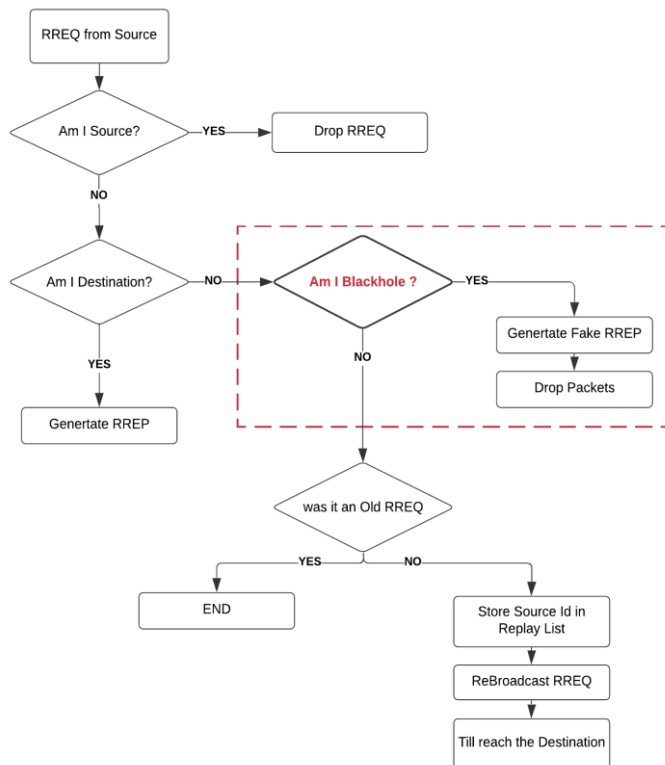 RREQ from Source
Am I Source?
YES
Drop RREQ
NO
Am I Destination?
NO
Am I Blackhole ?
YES
Genertate Fake RREP
Drop Packets
YES
NO
Genertate RREP
was it an Old RREQ
YES
NO
END
Store Source Id in
Replay List
ReBroadcast RREQ
Till reach the Destination